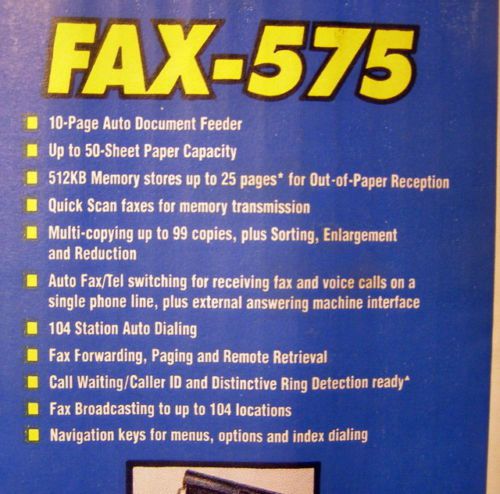 FAX-575
10-Page Auto Document Feeder
Up to 50-Sheet Paper Capacity
512KB Memory stores up to 25 pages* for Out-of-Paper Reception
Quick Scan faxes for memory transmission
Multi-copying up to 99 copies, plus Sorting, Enlargement
and Reduction
Auto Fax/Tel switching for receiving fax and voice calls on a
single phone line, plus external answering machine interface
104 Station Auto Dialing
Fax Forwarding, Paging and Remote Retrieval
Call Waiting/Caller ID and Distinctive Ring Detection ready▲
Fax Broadcasting to up to 104 locations
Navigation keys for menus, options and index dialing